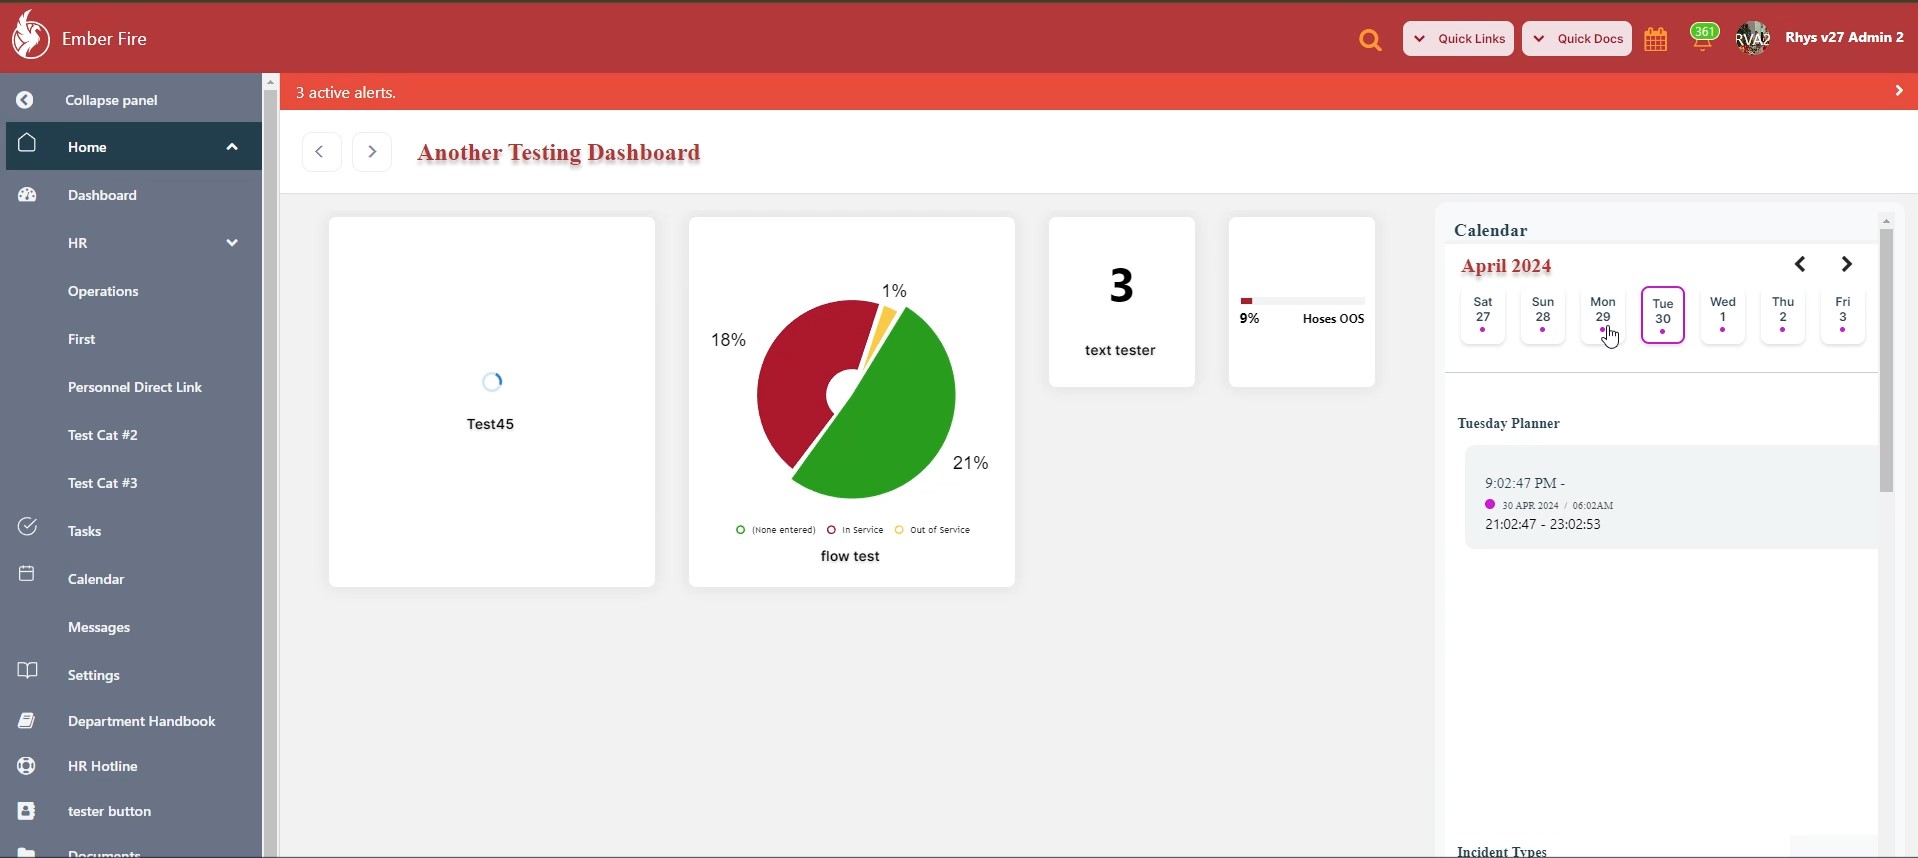 Ember Fire
Quick Links
Quick Docs
361
RVA2
Rhys v27 Admin 2
Collapse panel
Home
Dashboard
HR
Operations
First
Personnel Direct Link
Test Cat #2
Test Cat #3
Tasks
Calendar
Messages
Settings
Department Handbook
HR Hotline
tester button
Documents
3 active alerts.
Another Testing Dashboard
Test45
1%
18%
21%
(None entered) In Service Out of Service
flow test
3
text tester
9% Hoses OOS
Calendar
April 2024
Sat Sun Mon Tue Wed Thu Fri
27 28 29 30 1 2 3
Tuesday Planner
9:02:47 PM -
30 APR 2024 / 06:02AM
21:02:47 - 23:02:53
Incident Types